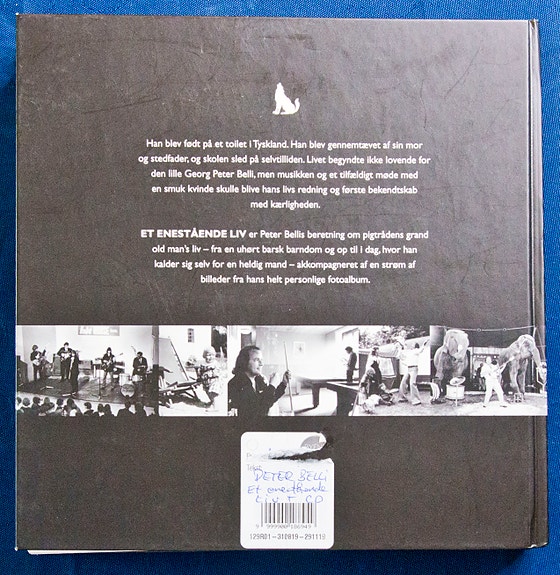 Han blev født på et toilet i Tyskland. Han blev gennemtævet af sin mor
og stedfader, og skolen sled på selvtilliden. Livet begyndte ikke lovende for
den lille Georg Peter Belli, men musikken og et tilfældigt møde med
en smuk kvinde skulle blive hans livs redning og første bekendtskab
med kærligheden.
ET ENESTÅENDE LIV er Peter Bellis beretning om pigtrådens grand
old man's liv – fra en uhørt barsk barndom og op til i dag, hvor han
kalder sig selv for en heldig mand – akkompagneret af en strøm af
billeder fra hans helt personlige fotoalbum.
PETER BELLI
Et enestående
Liv + CD
9 999900 186949
129R01-310819-291119